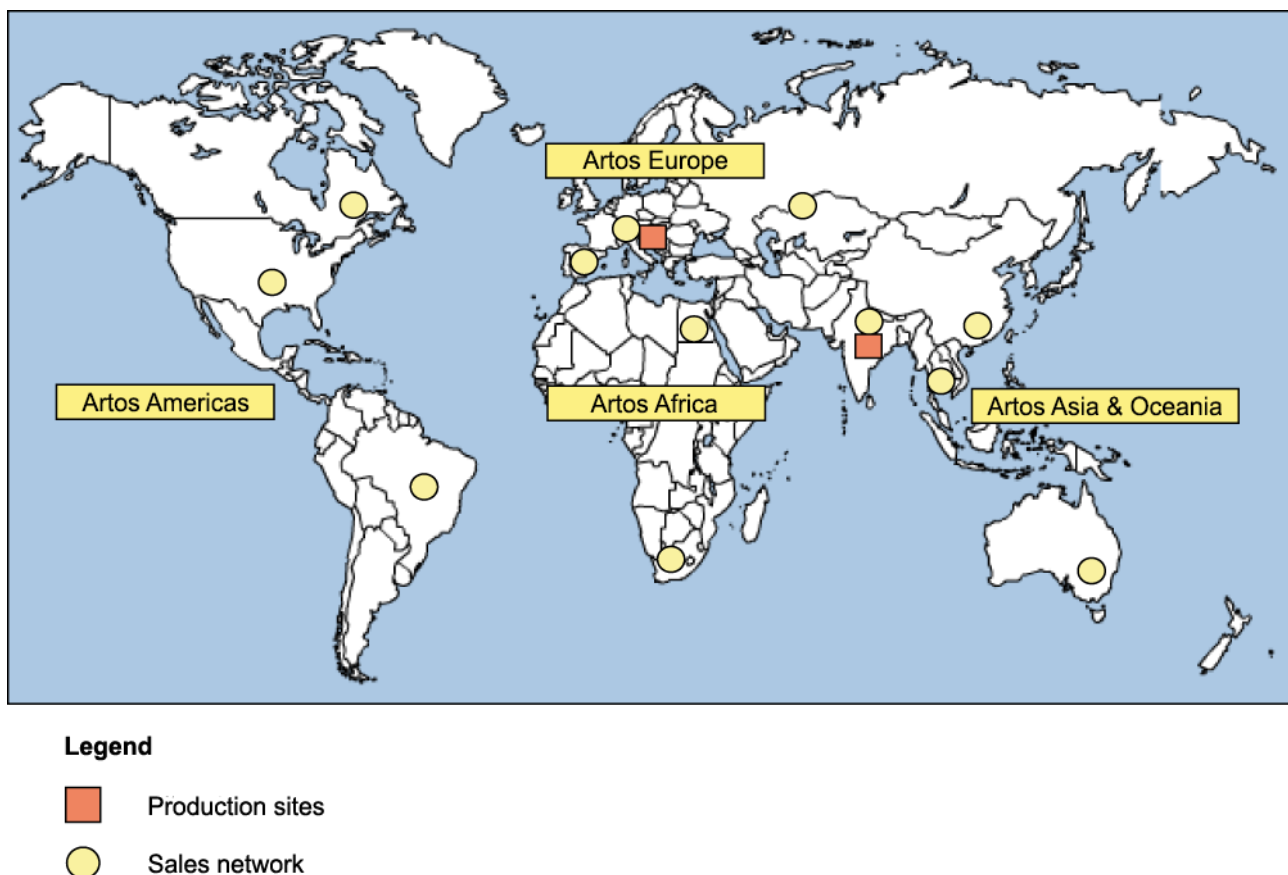 Artos Europe
Artos Americas
Artos Africa
Artos Asia & Oceania
Legend
Production sites
Sales network